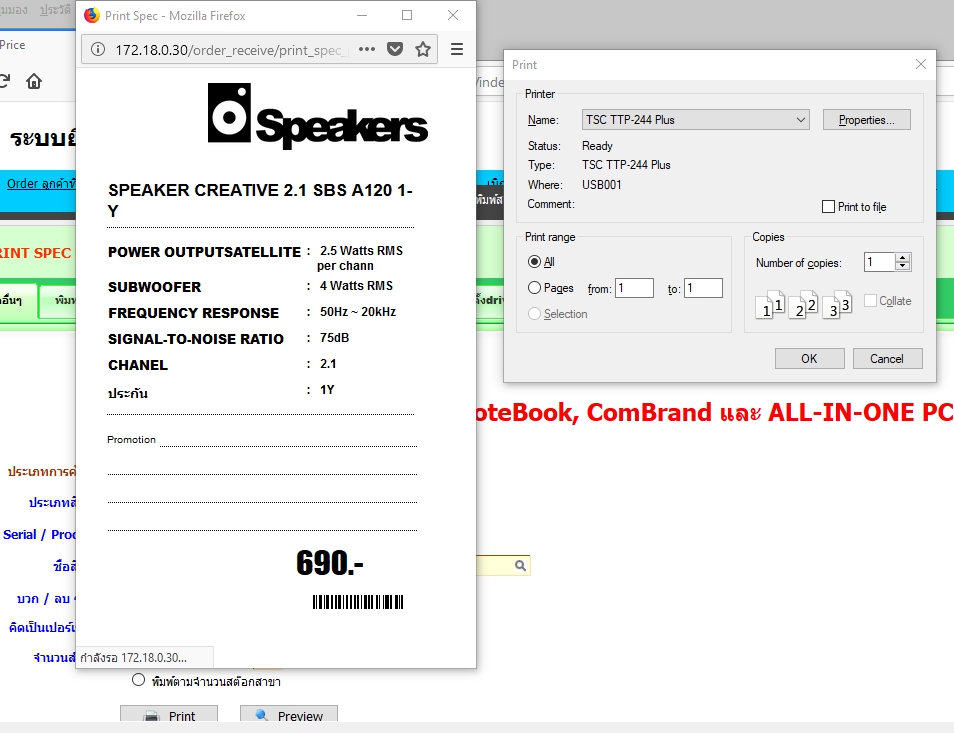 มุมมอง ประวัติ
Print Spec - Mozilla Firefox
172.18.0.30/order_receive/print_spec_
Price
/inde
Speakers
ระบบยื
Order ลูกค้าที่
SPEAKER CREATIVE 2.1 SBS A120 1-
Y
RINT SPEC
POWER OUTPUTSATELLITE : 2.5 Watts RMS
per chann
SUBWOOFER : 4 Watts RMS
FREQUENCY RESPONSE : 50Hz ~ 20kHz
SIGNAL-TO-NOISE RATIO : 75dB
CHANEL : 2.1
ประกัน : 1Y
Promotion
690.-
กำลังรอ 172.18.0.30...
Print
Printer
Name: TSC TTP-244 Plus Properties...
Status: Ready
Type: TSC TTP-244 Plus
Where: USB001
Comment:
Print to file
Print range
All
Pages from: 1 to: 1
Selection
Copies
Number of copies: 1
1 1 2 2 3 3 Collate
OK Cancel
oteBook, ComBrand และ ALL-IN-ONE PC
ประเภทการค้
ประเภทสิ
Serial / Prod
ชื่อสิ
บวก / ลบ
คิดเป็นเปอร์เ
จำนวนส
พิมพ์ตามจำนวนสต๊อกสาขา
Print Preview